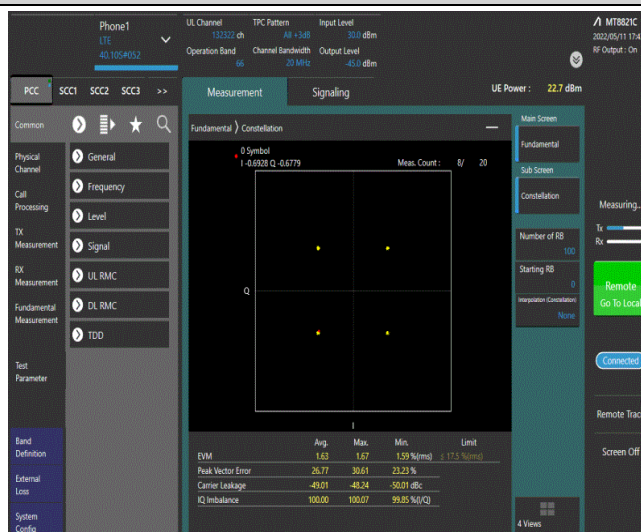 Phone1
LTE
40.10S#052
UL Channel TPC Pattern Input Level
132322 ch All +3dB 30.0 dBm
Operation Band Channel Bandwidth Output Level
66 20 MHz -45.0 dBm
MT8821C
2022/05/11 17:4
RF Output : On
PCC SCC1 SCC2 SCC3 >>
Measurement Signaling
UE Power : 22.7 dBm
Common
Physical
Channel
Call
Processing
TX
Measurement
RX
Measurement
Fundamental
Measurement
Test
Parameter
Band
Definition
External
Loss
System
Config
General
Frequency
Level
Signal
UL RMC
DL RMC
TDD
Fundamental 〉 Constellation
0 Symbol
I -0.6928 Q -0.6779 Meas. Count : 8/ 20
Q
I
Avg. Max. Min. Limit
EVM 1.63 1.67 1.59 %(rms) ≤ 17.5 %(rms)
Peak Vector Error 26.77 30.61 23.23 %
Carrier Leakage -49.01 -48.24 -50.01 dBc
IQ Imbalance 100.00 100.07 99.85 %(I/Q)
Main Screen
Fundamental
Sub Screen
Constellation
Number of RB
100
Starting RB
0
Interpolation (Constellation)
None
4 Views
Measuring..
Tx
Rx
Remote
Go To Local
Connected
Remote Trac
Screen Off